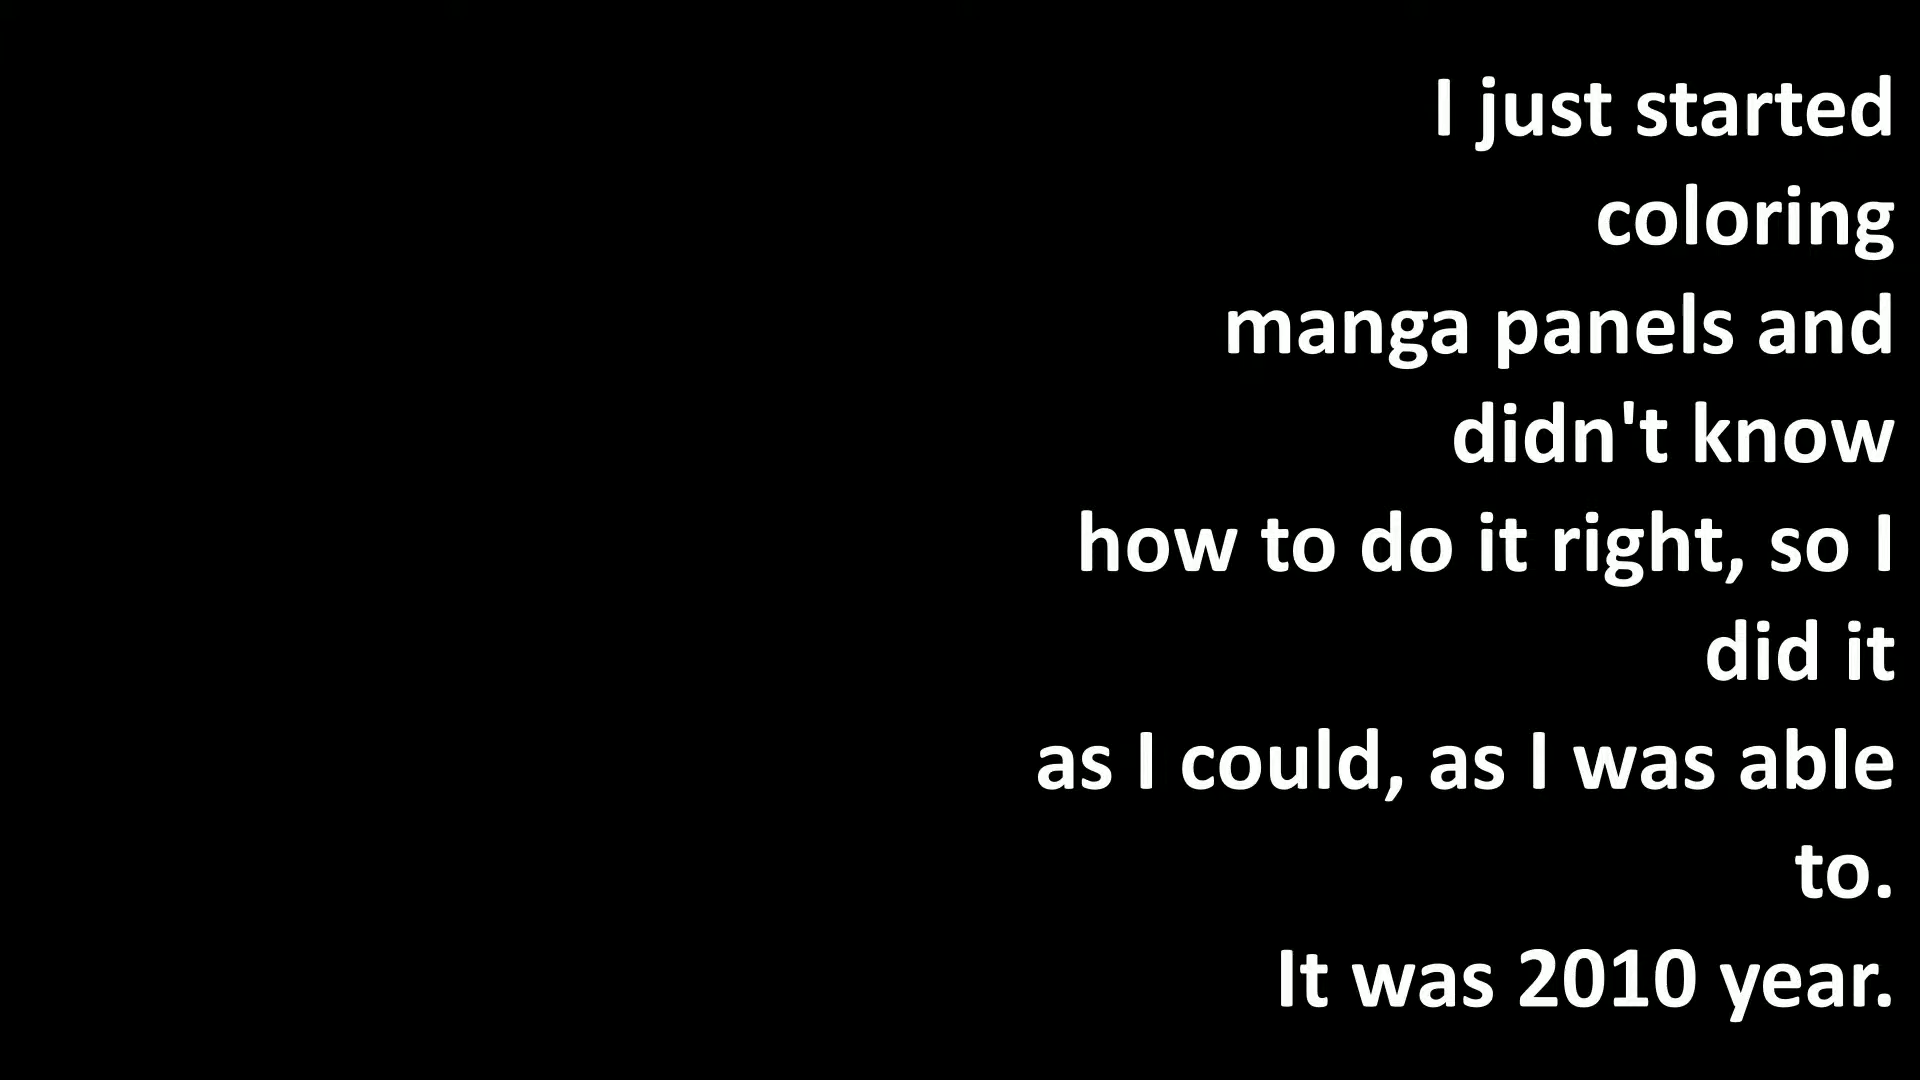 I just started
coloring
manga panels and
didn't know
how to do it right, so I
did it
as I could, as I was able
to.
It was 2010 year.